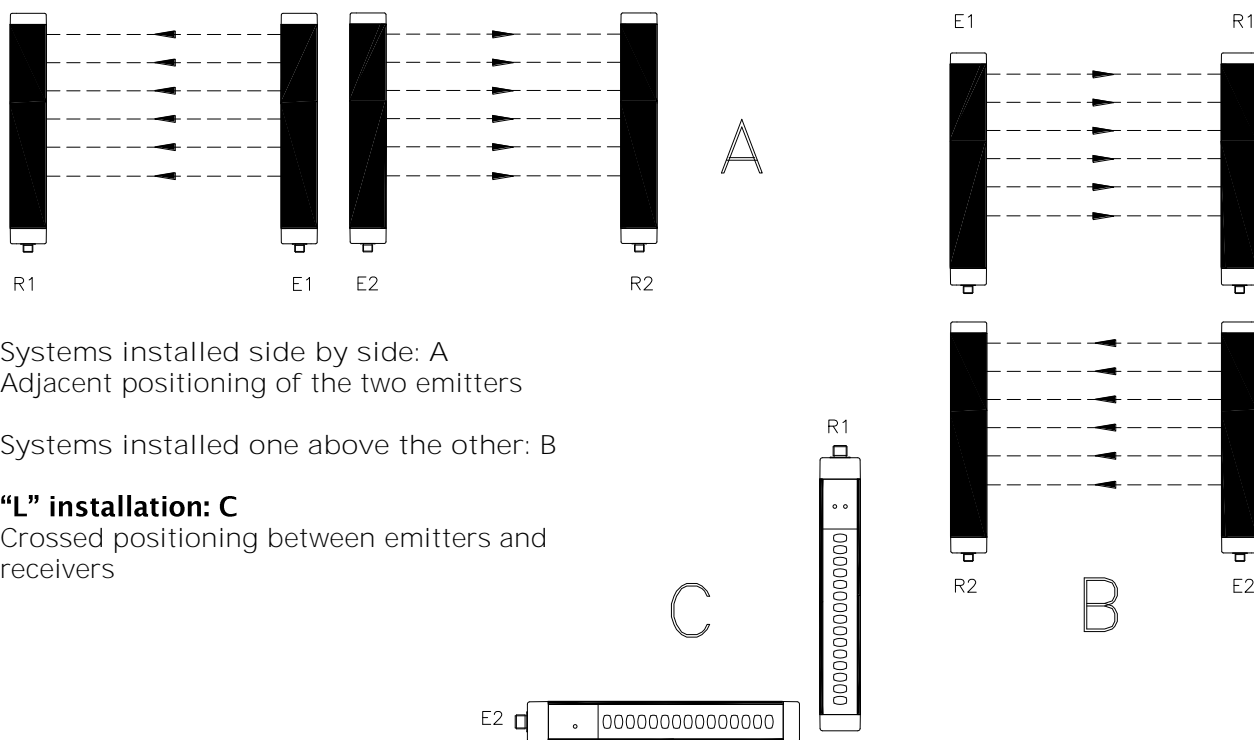 E1 R1
A
R1 E1 E2 R2
Systems installed side by side: A
Adjacent positioning of the two emitters
Systems installed one above the other: B
“L” installation: C
Crossed positioning between emitters and
receivers
R1
R2 B E2
C
E2